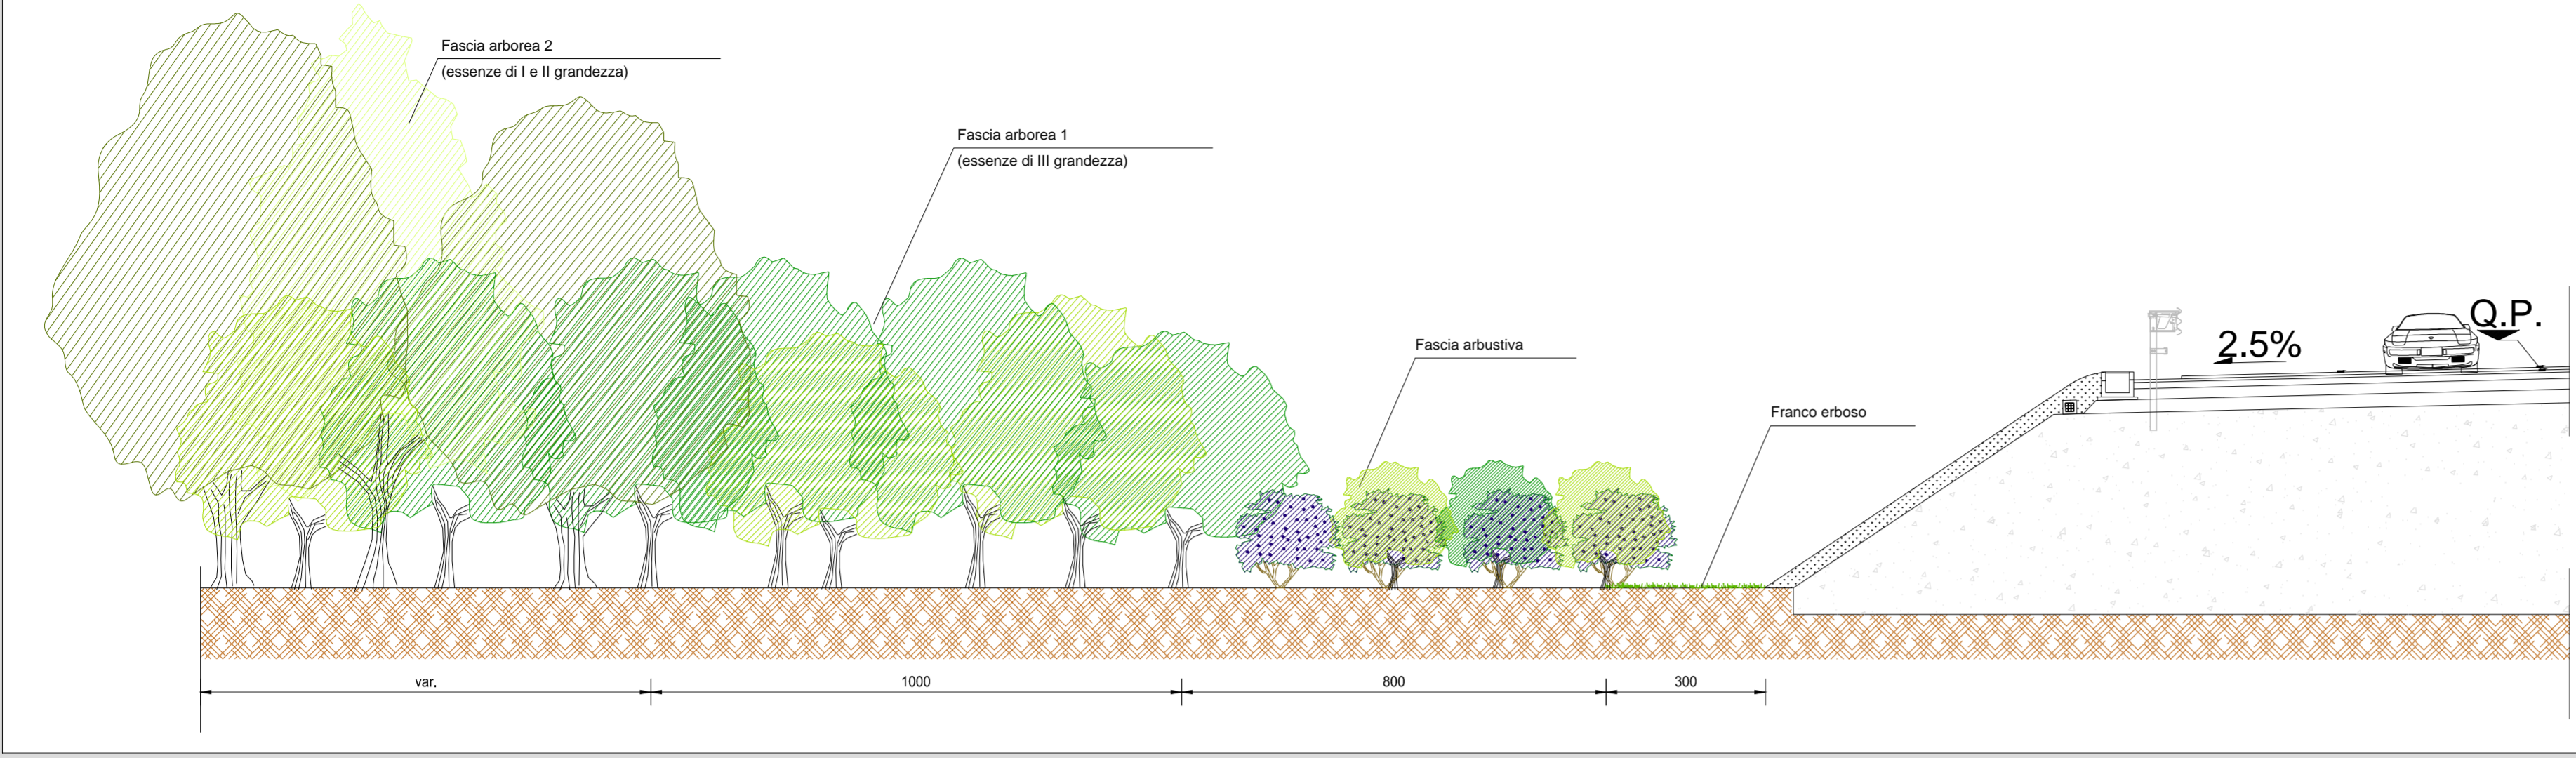 Fascia arborea 2
(essenze di I e II grandezza)
Fascia arborea 1
(essenze di III grandezza)
Fascia arbustiva
Franco erboso
2.5%
Q.P.
var.
1000
800
300